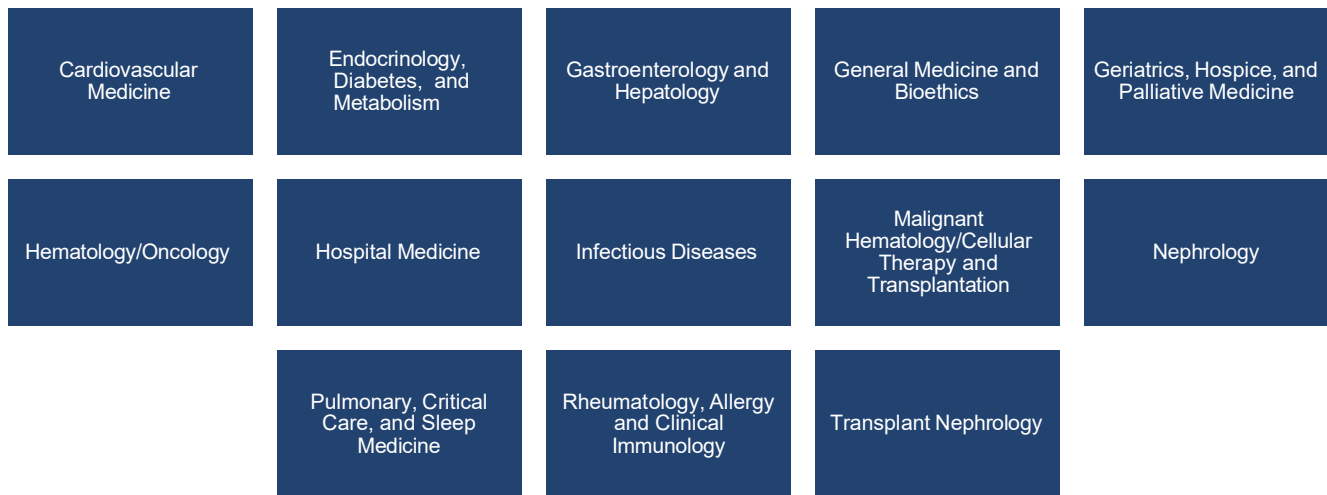 Cardiovascular
Medicine
Endocrinology,
Diabetes, and
Metabolism
Gastroenterology and
Hepatology
General Medicine and
Bioethics
Geriatrics, Hospice, and
Palliative Medicine
Hematology/Oncology
Hospital Medicine
Infectious Diseases
Malignant
Hematology/Cellular
Therapy and
Transplantation
Nephrology
Pulmonary, Critical
Care, and Sleep
Medicine
Rheumatology, Allergy
and Clinical
Immunology
Transplant Nephrology